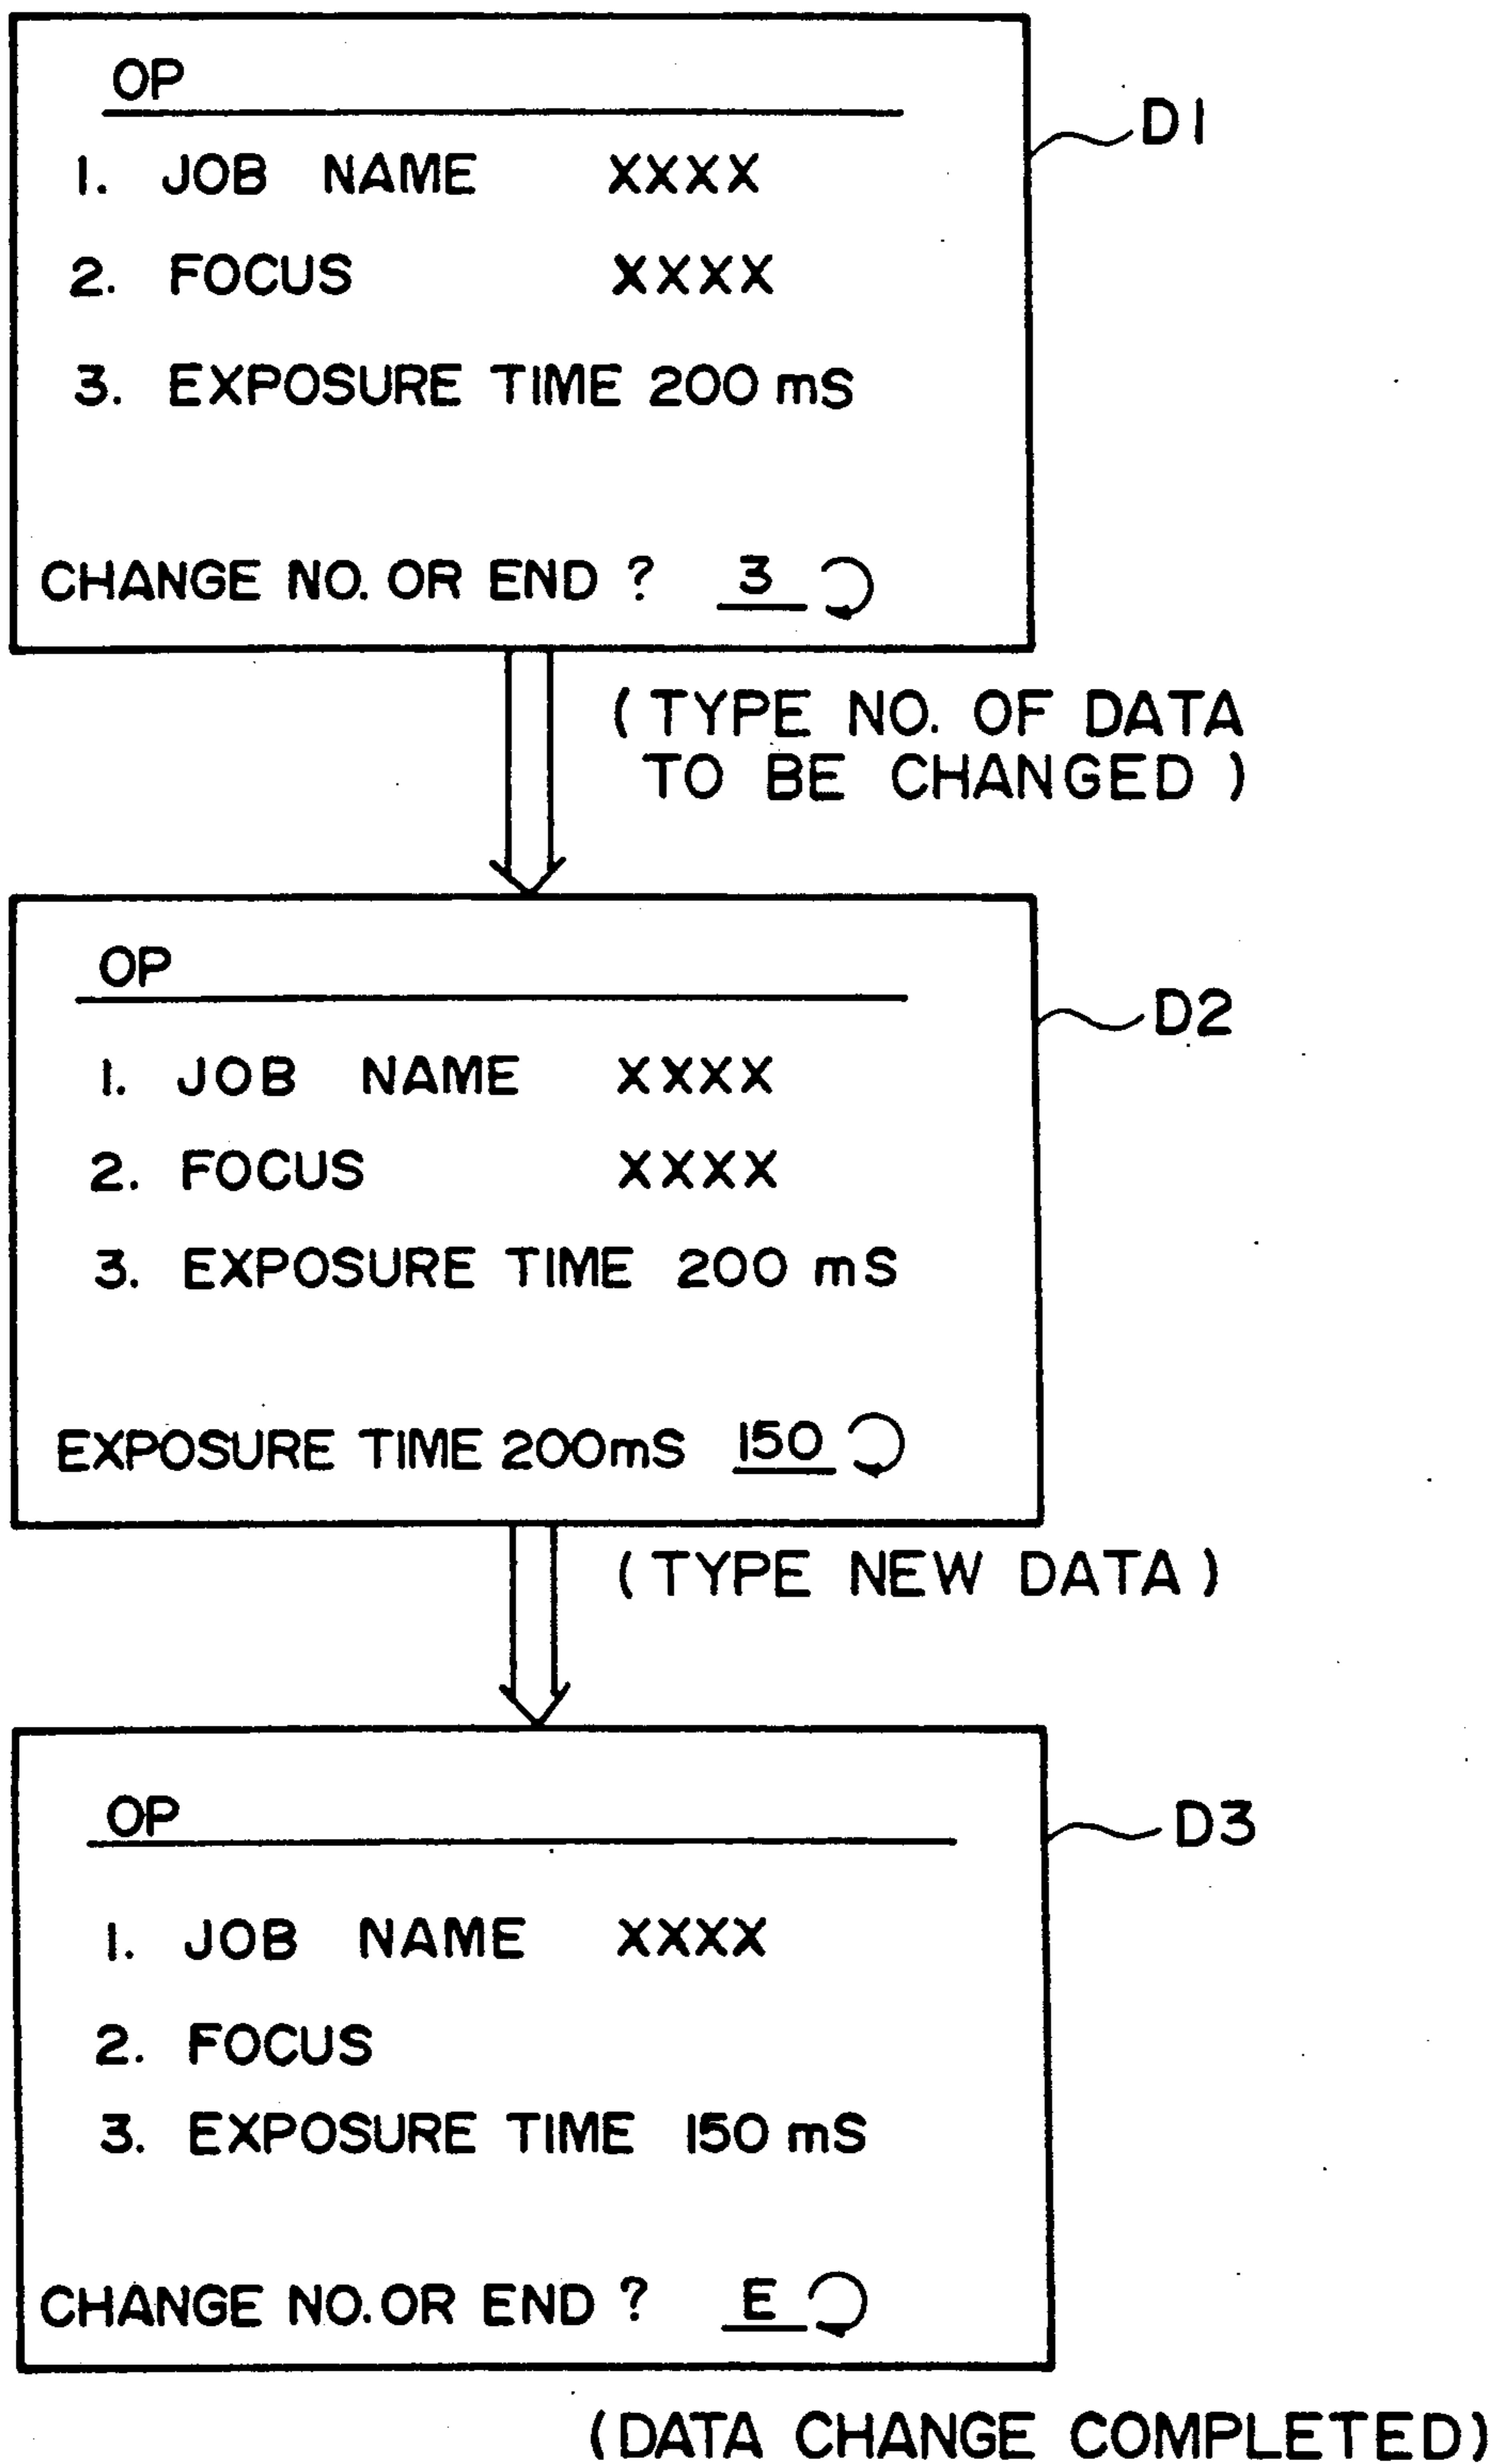 OP
D1
1. JOB NAME XXXX
2. FOCUS XXXX
3. EXPOSURE TIME 200 mS
CHANGE NO. OR END ? 3
(TYPE NO. OF DATA
TO BE CHANGED)
OP
D2
1. JOB NAME XXXX
2. FOCUS XXXX
3. EXPOSURE TIME 200 mS
EXPOSURE TIME 200mS 150
(TYPE NEW DATA)
OP
D3
1. JOB NAME XXXX
2. FOCUS
3. EXPOSURE TIME 150 mS
CHANGE NO. OR END ? E
(DATA CHANGE COMPLETED)